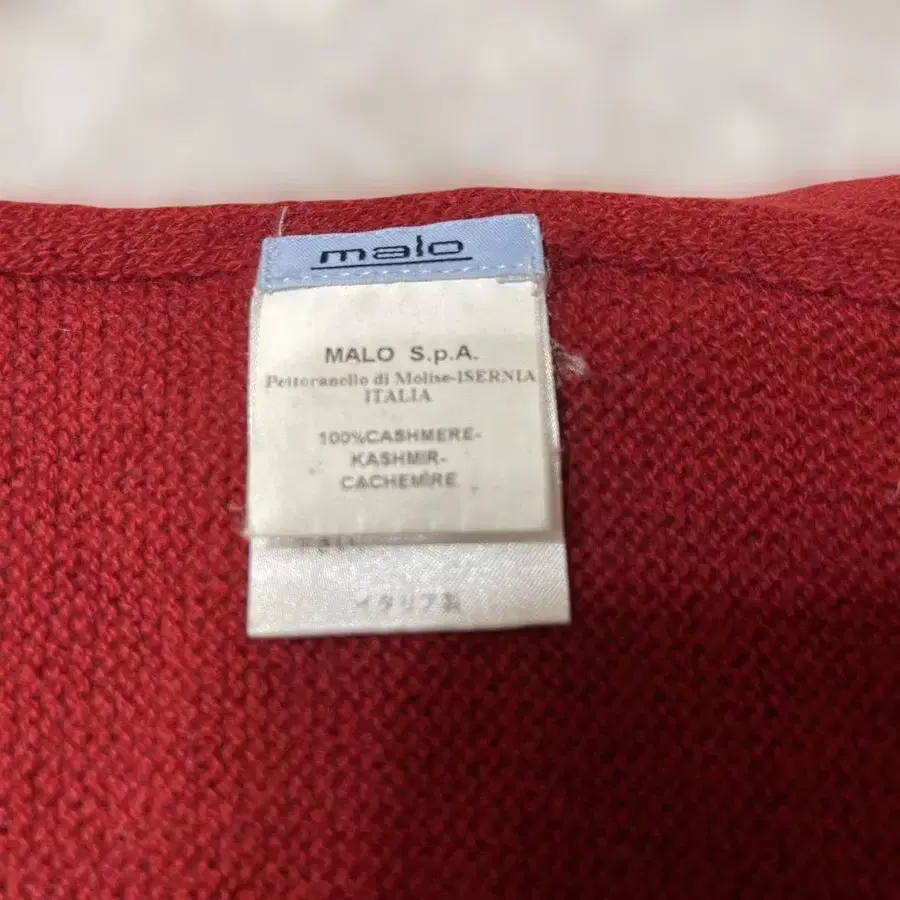 malo
MALO S.p.A.
Pettoranello di Molise-ISERNIA
ITALIA
100%CASHMERE-
KASHMIR-
CACHEMIRE
イタリア製